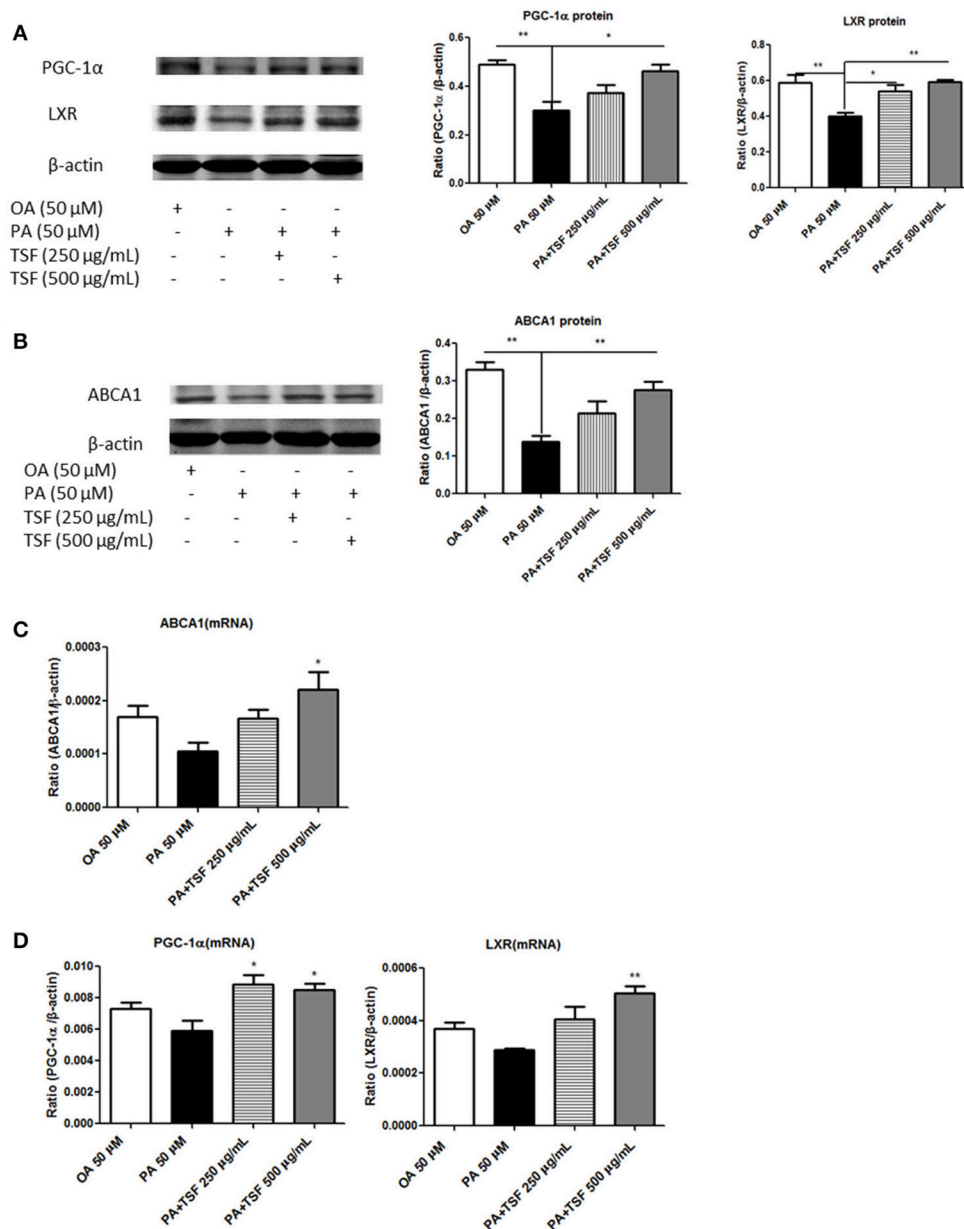 A
PGC-1α
LXR
β-actin
OA (50 µM) + - - -
PA (50 µM) - + + +
TSF (250 µg/mL) - - + -
TSF (500 µg/mL) - - - +
PGC-1α protein
Ratio (PGC-1α /β-actin)
0.6
0.4
0.2
0.0
** *
OA 50 µM
PA 50 µM
PA+TSF 250 µg/mL
PA+TSF 500 µg/mL
LXR protein
Ratio (LXR/β-actin)
0.8
0.6
0.4
0.2
0.0
**
** *
OA 50 µM
PA 50 µM
PA+TSF 250 µg/mL
PA+TSF 500 µg/mL
B
ABCA1
β-actin
OA (50 µM) + - - -
PA (50 µM) - + + +
TSF (250 µg/mL) - - + -
TSF (500 µg/mL) - - - +
ABCA1 protein
Ratio (ABCA1 /β-actin)
0.4
0.3
0.2
0.1
0.0
** **
OA 50 µM
PA 50 µM
PA+TSF 250 µg/mL
PA+TSF 500 µg/mL
C
ABCA1(mRNA)
Ratio (ABCA1/β-actin)
0.0003
0.0002
0.0001
0.0000
*
OA 50 µM
PA 50 µM
PA+TSF 250 µg/mL
PA+TSF 500 µg/mL
D
PGC-1α(mRNA)
Ratio (PGC-1α /β-actin)
0.010
0.008
0.006
0.004
0.002
0.000
* *
OA 50 µM
PA 50 µM
PA+TSF 250 µg/mL
PA+TSF 500 µg/mL
LXR(mRNA)
Ratio (LXR/β-actin)
0.0006
0.0004
0.0002
0.0000
**
OA 50 µM
PA 50 µM
PA+TSF 250 µg/mL
PA+TSF 500 µg/mL